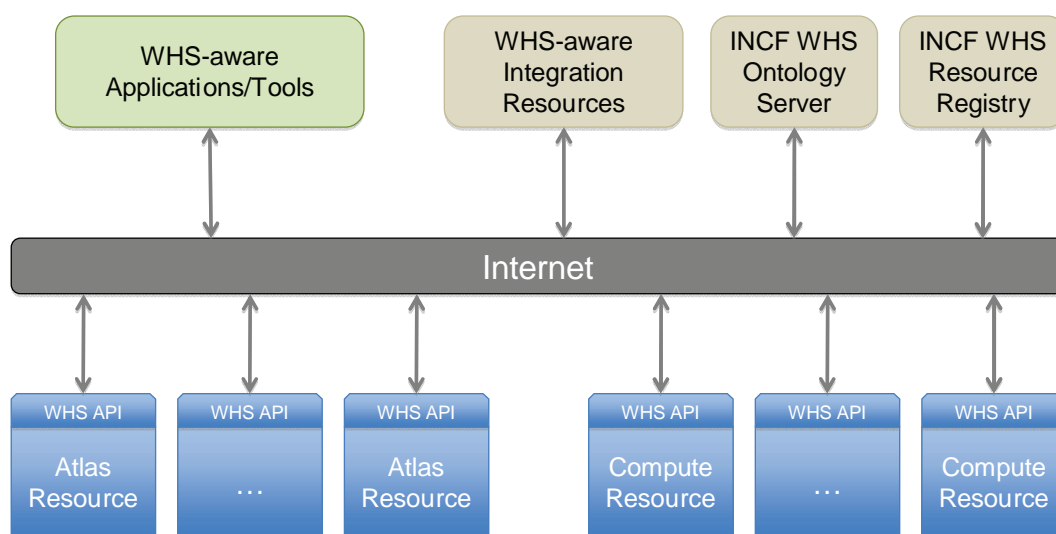 WHS-aware
Applications/Tools
WHS-aware
Integration
Resources
INCF WHS
Ontology
Server
INCF WHS
Resource
Registry
Internet
WHS API
Atlas
Resource
WHS API
...
WHS API
Atlas
Resource
WHS API
Compute
Resource
WHS API
...
WHS API
Compute
Resource